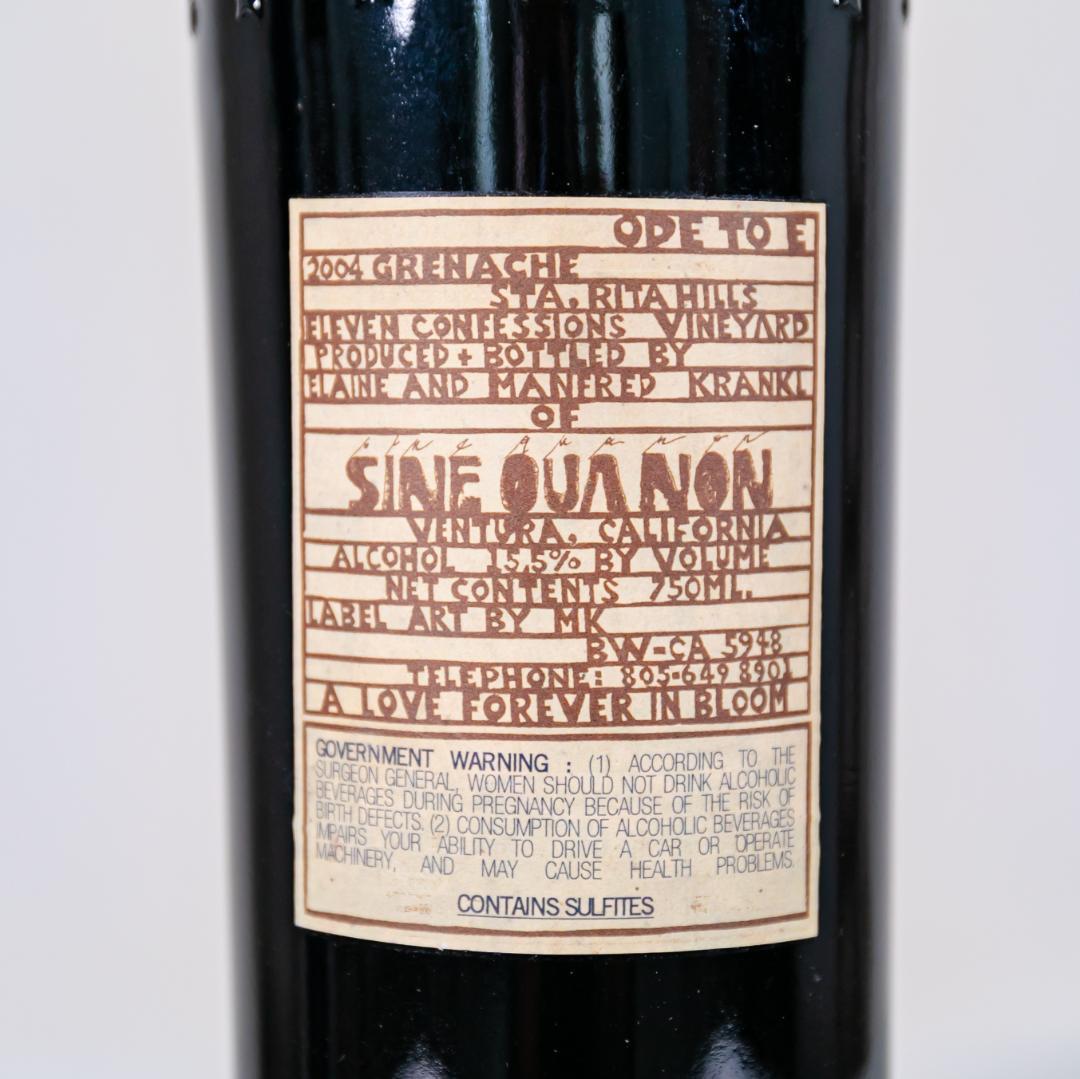 ODE TO E
2004 GRENACHE
STA. RITA HILLS
ELEVEN CONFESSIONS VINEYARD
PRODUCED + BOTTLED BY
ELAINE AND MANFRED KRANKL
OF
sine qua non
SINE QUA NON
VENTURA, CALIFORNIA
ALCOHOL 15,5% BY VOLUME
NET CONTENTS 750ML.
LABEL ART BY MK
BW-CA 5948
TELEPHONE: 805-649 8901
A LOVE FOREVER IN BLOOM
GOVERNMENT WARNING : (1) ACCORDING TO THE
SURGEON GENERAL, WOMEN SHOULD NOT DRINK ALCOHOLIC
BEVERAGES DURING PREGNANCY BECAUSE OF THE RISK OF
BIRTH DEFECTS. (2) CONSUMPTION OF ALCOHOLIC BEVERAGES
IMPAIRS YOUR ABILITY TO DRIVE A CAR OR OPERATE
MACHINERY, AND MAY CAUSE HEALTH PROBLEMS.
CONTAINS SULFITES